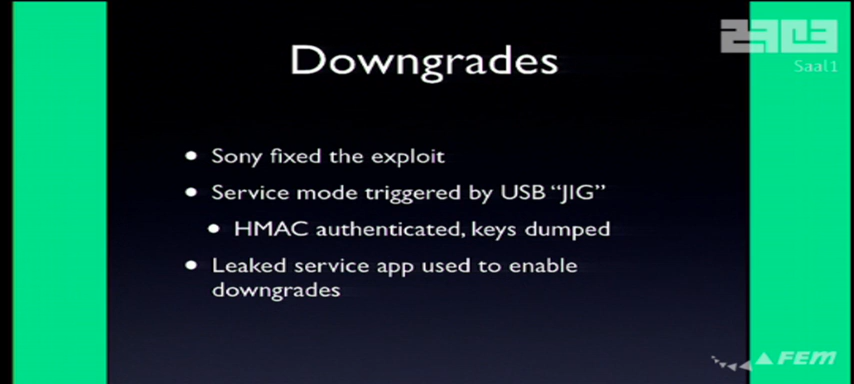 Downgrades
Saal1
• Sony fixed the exploit
• Service mode triggered by USB “JIG”
• HMAC authenticated, keys dumped
• Leaked service app used to enable
downgrades
FEM